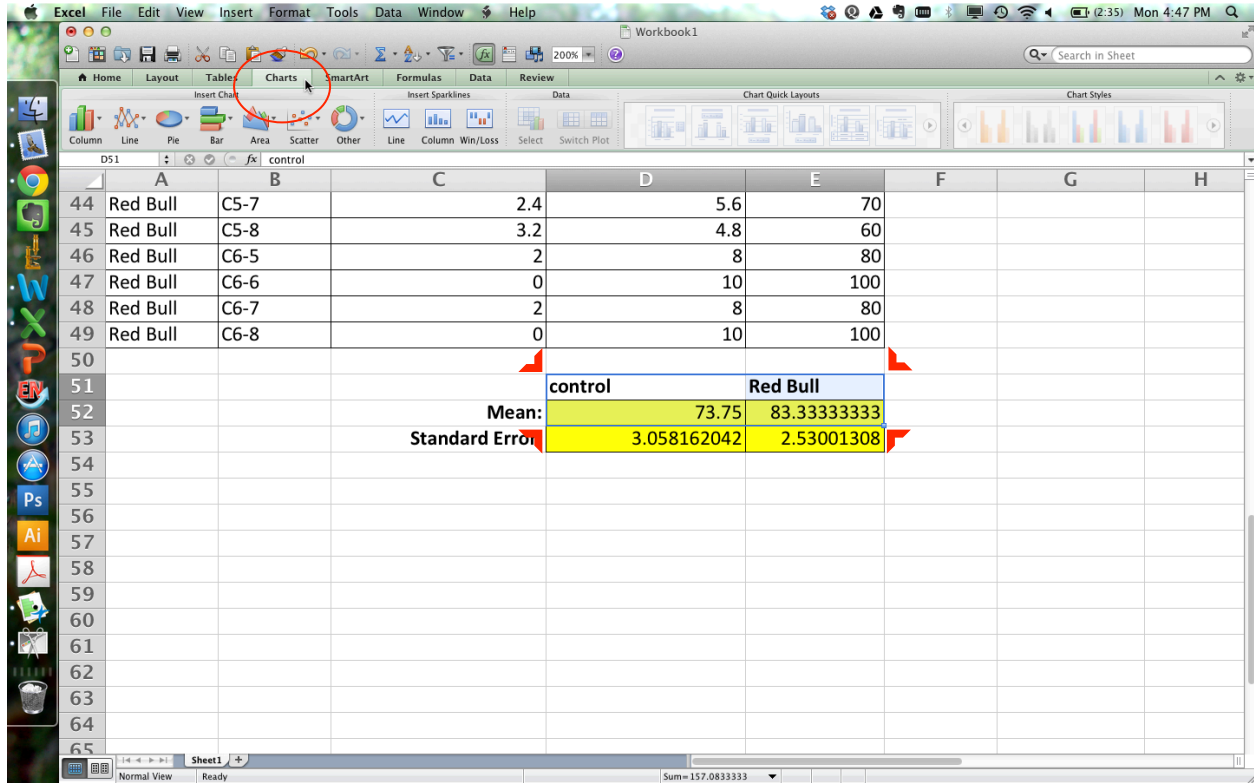 Excel File Edit View Insert Format Tools Data Window Help (2:35) Mon 4:47 PM
Workbook1
200% Search in Sheet
Home Layout Tables Charts SmartArt Formulas Data Review
Insert Chart Insert Sparklines Data Chart Quick Layouts Chart Styles
Column Line Pie Bar Area Scatter Other Line Column Win/Loss Select Switch Plot
D51 fx control
A B C D E F G H
44 Red Bull C5-7 2.4 5.6 70
45 Red Bull C5-8 3.2 4.8 60
46 Red Bull C6-5 2 8 80
47 Red Bull C6-6 0 10 100
48 Red Bull C6-7 2 8 80
49 Red Bull C6-8 0 10 100
50
51 control Red Bull
52 Mean: 73.75 83.33333333
53 Standard Error 3.058162042 2.53001308
54
55
56
57
58
59
60
61
62
63
64
65
Ps
Ai
Sheet1
Normal View Ready Sum=157.0833333